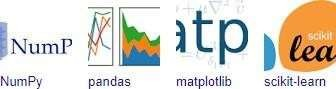 NumP
atp
scikit
lea
NumPy
pandas
matplotlib
scikit-learn